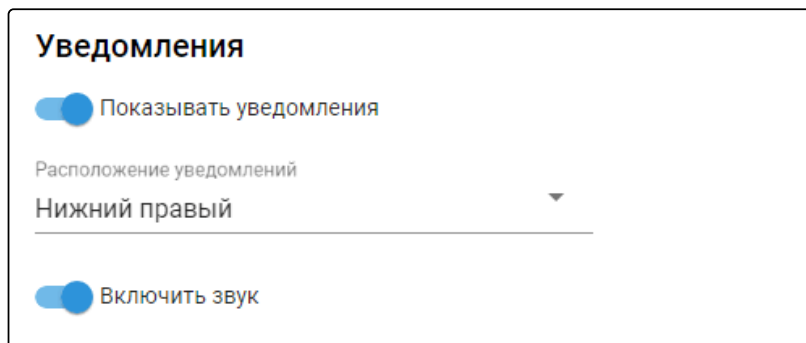 Уведомления
Показывать уведомления
Расположение уведомлений
Нижний правый
Включить звук